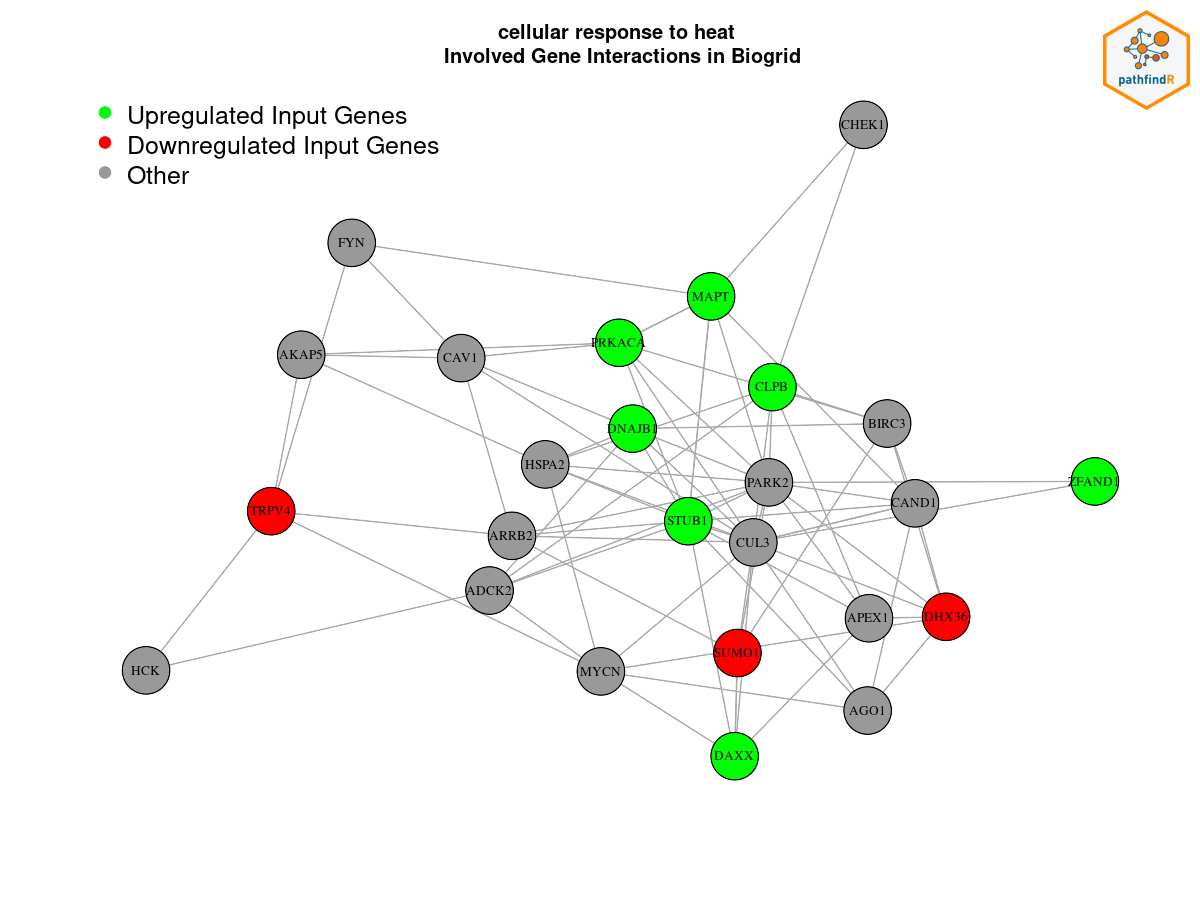 cellular response to heat
Involved Gene Interactions in Biogrid
pathfindR
Upregulated Input Genes
Downregulated Input Genes
Other
CHEK1
FYN
MAPT
PRKACA
AKAP5
CAV1
CLPB
BIRC3
DNAJB1
HSPA2
PARK2
ZFAND1
CAND1
TRPV4
STUB1
ARRB2
CUL3
ADCK2
APEX1
DHX36
SUMO1
HCK
MYCN
AGO1
DAXX